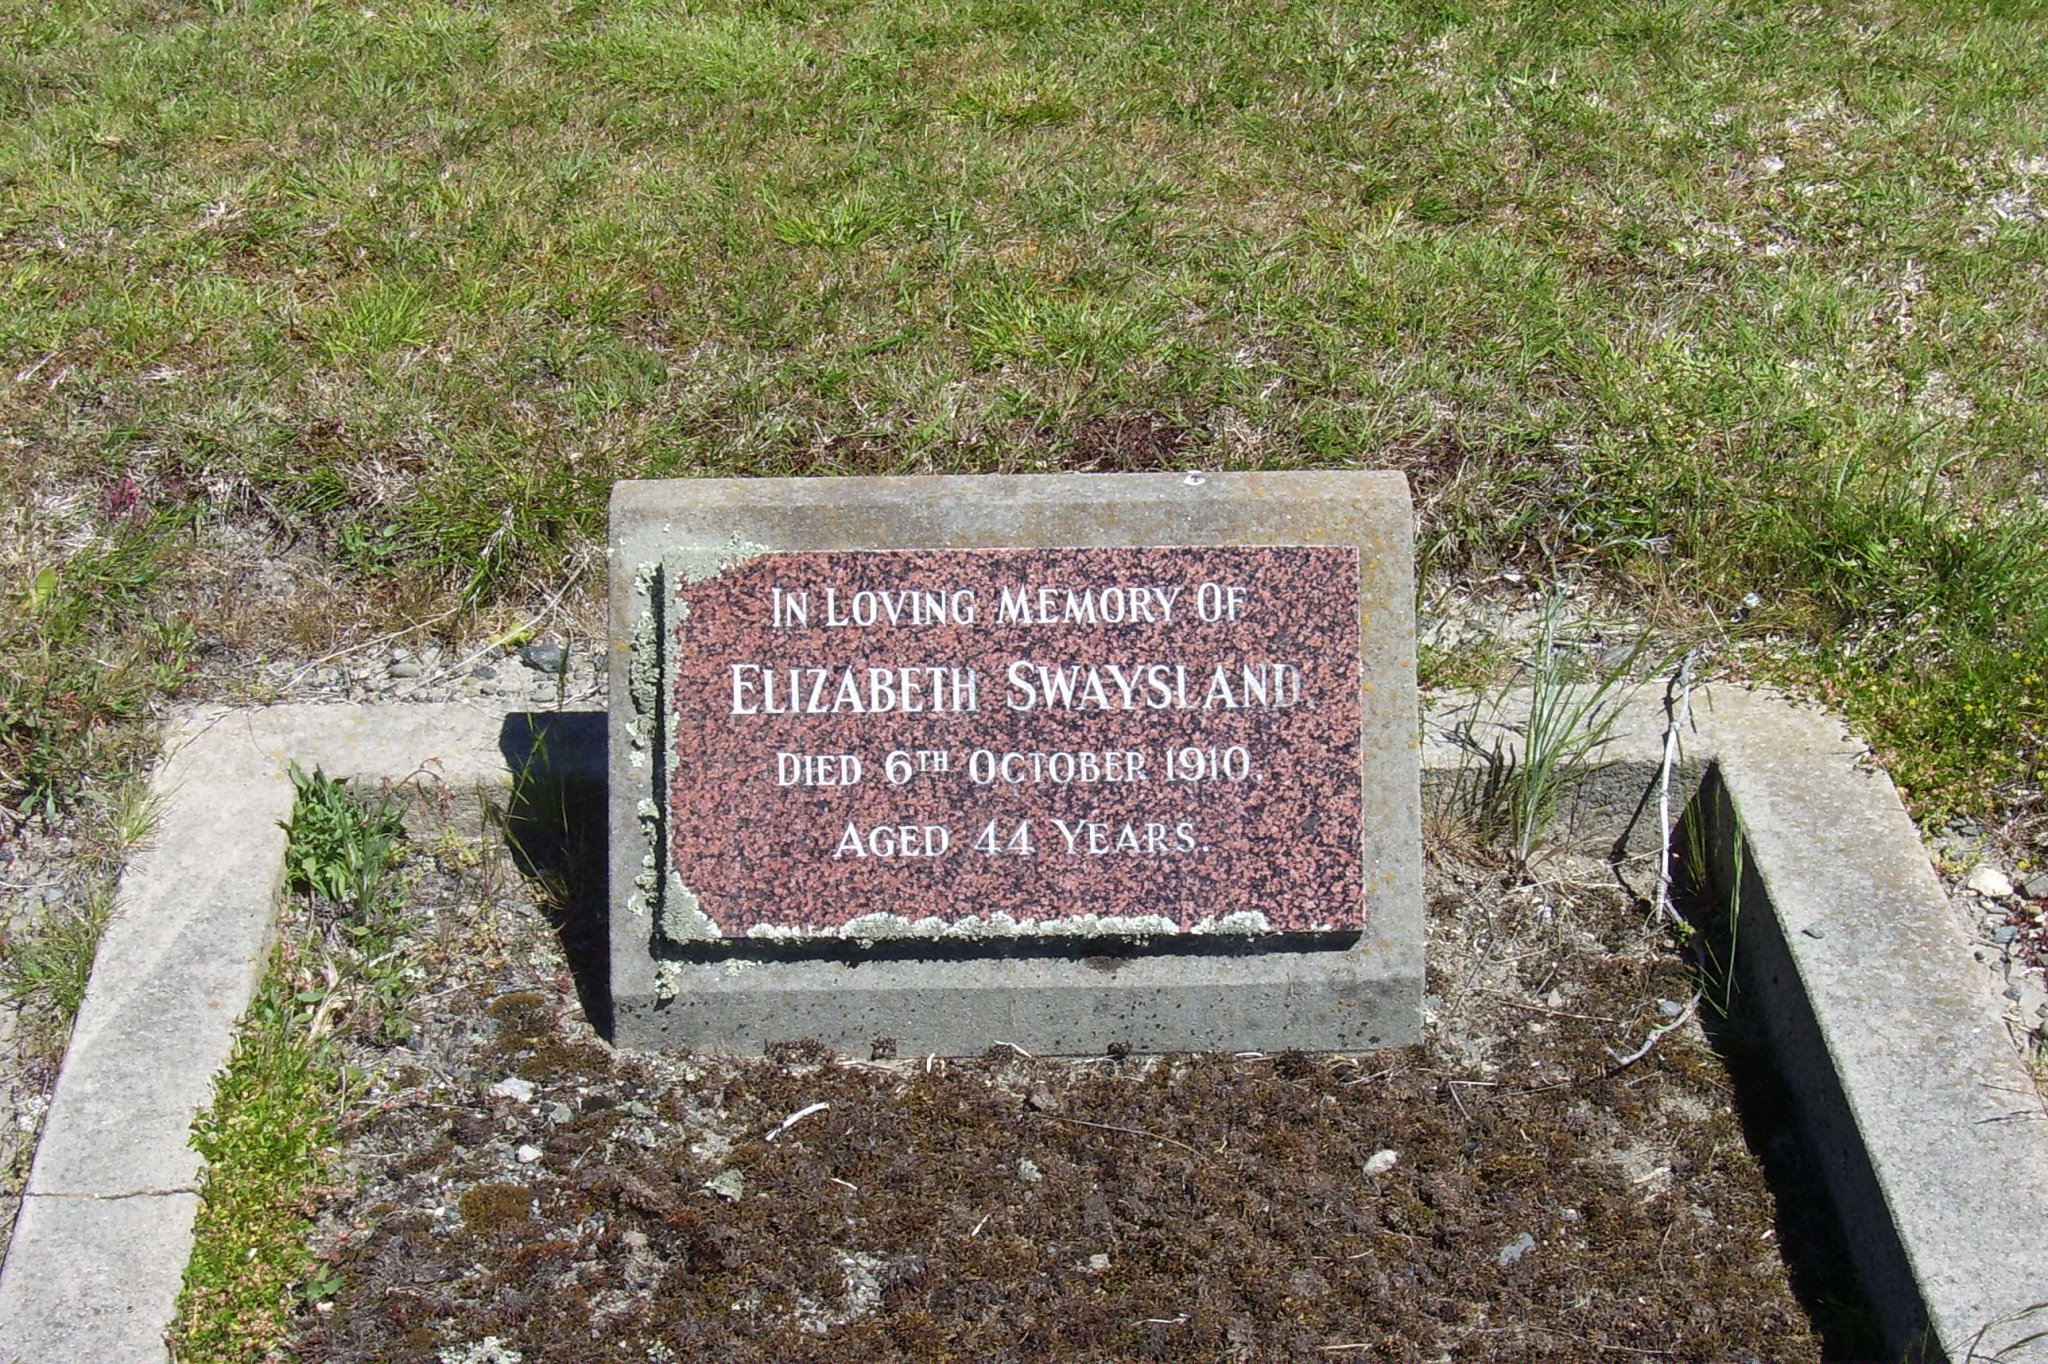 In Loving Memory Of
Elizabeth Swaysland.
Died 6th October 1910.
Aged 44 Years.